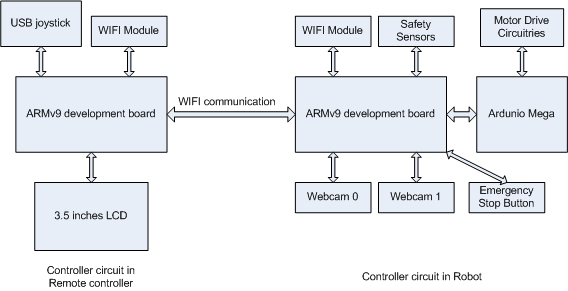 USB joystick
WIFI Module
ARMv9 development board
3.5 inches LCD
Controller circuit in
Remote controller
WIFI communication
WIFI Module
Safety
Sensors
Motor Drive
Circuitries
ARMv9 development board
Ardunio Mega
Webcam 0
Webcam 1
Emergency
Stop Button
Controller circuit in Robot